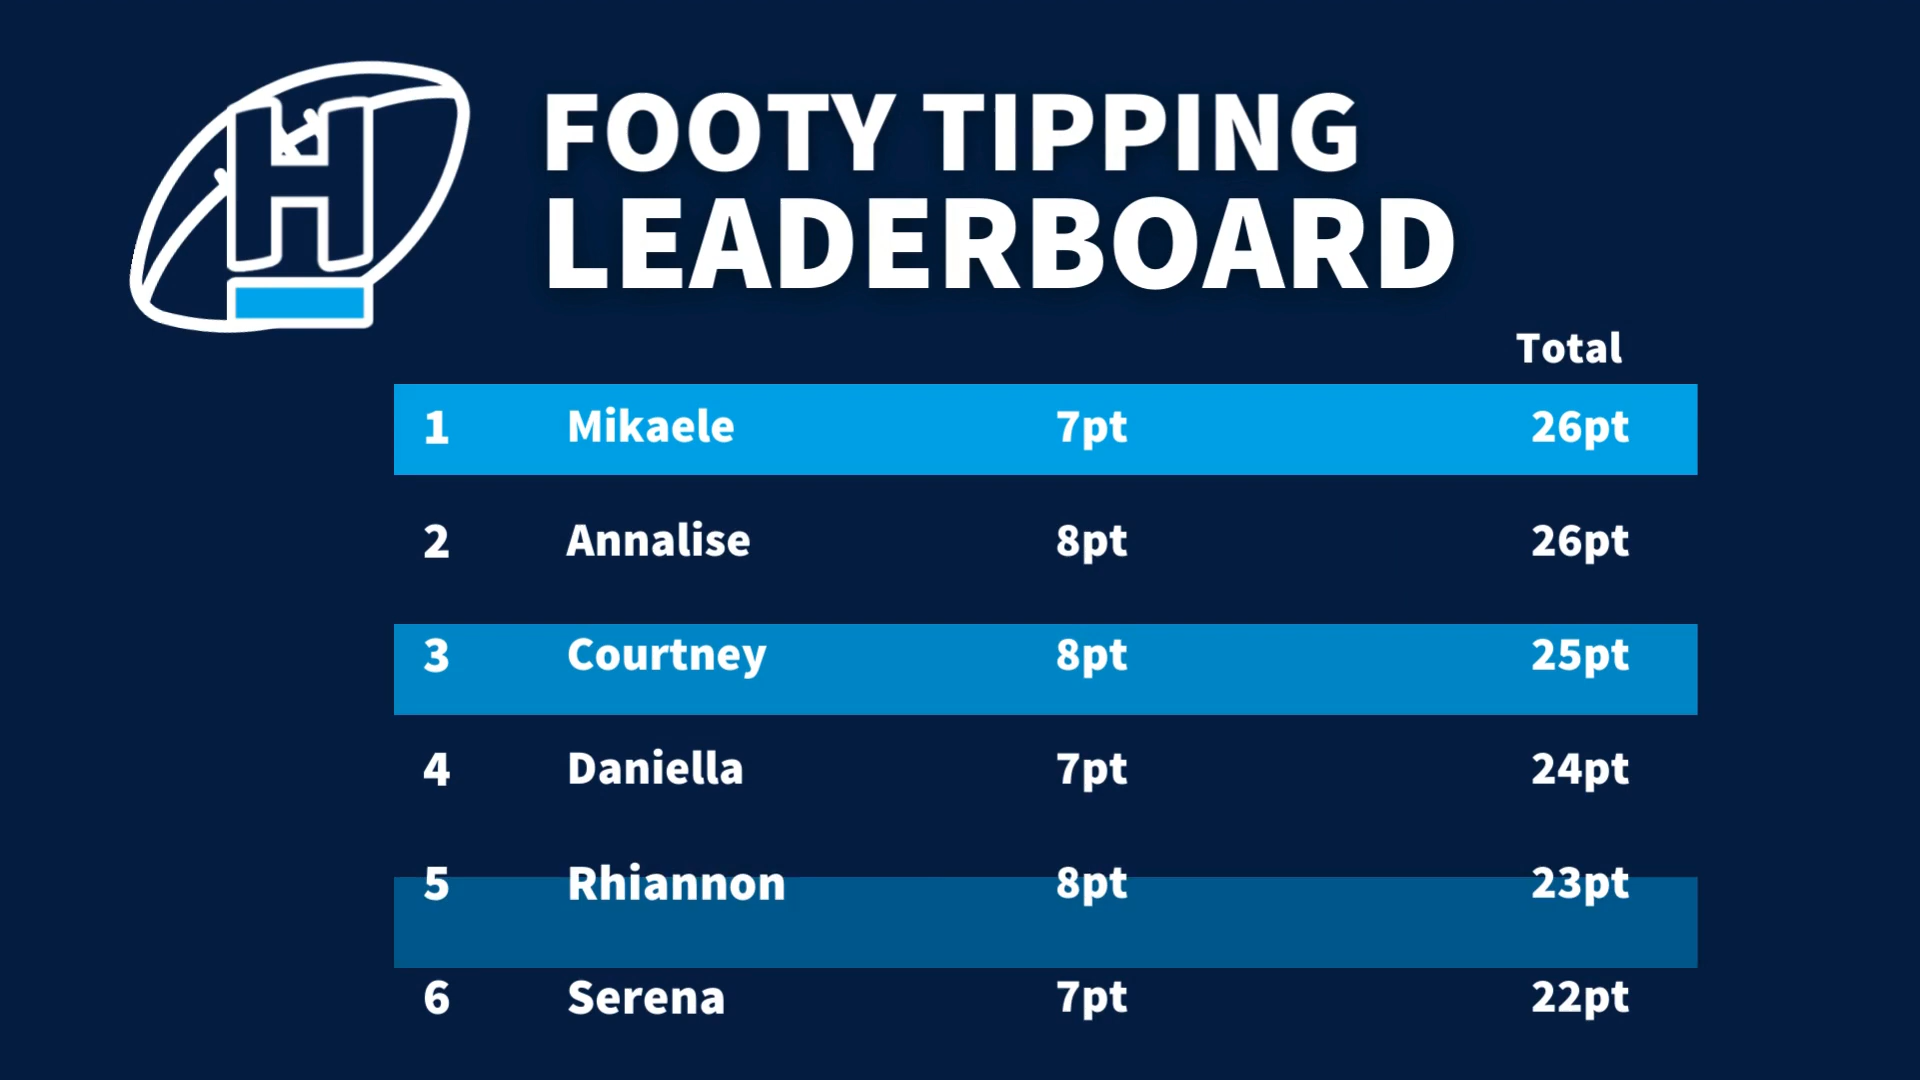 H
FOOTY TIPPING
LEADERBOARD
Total
1 Mikaele 7pt 26pt
2 Annalise 8pt 26pt
3 Courtney 8pt 25pt
4 Daniella 7pt 24pt
5 Rhiannon 8pt 23pt
6 Serena 7pt 22pt